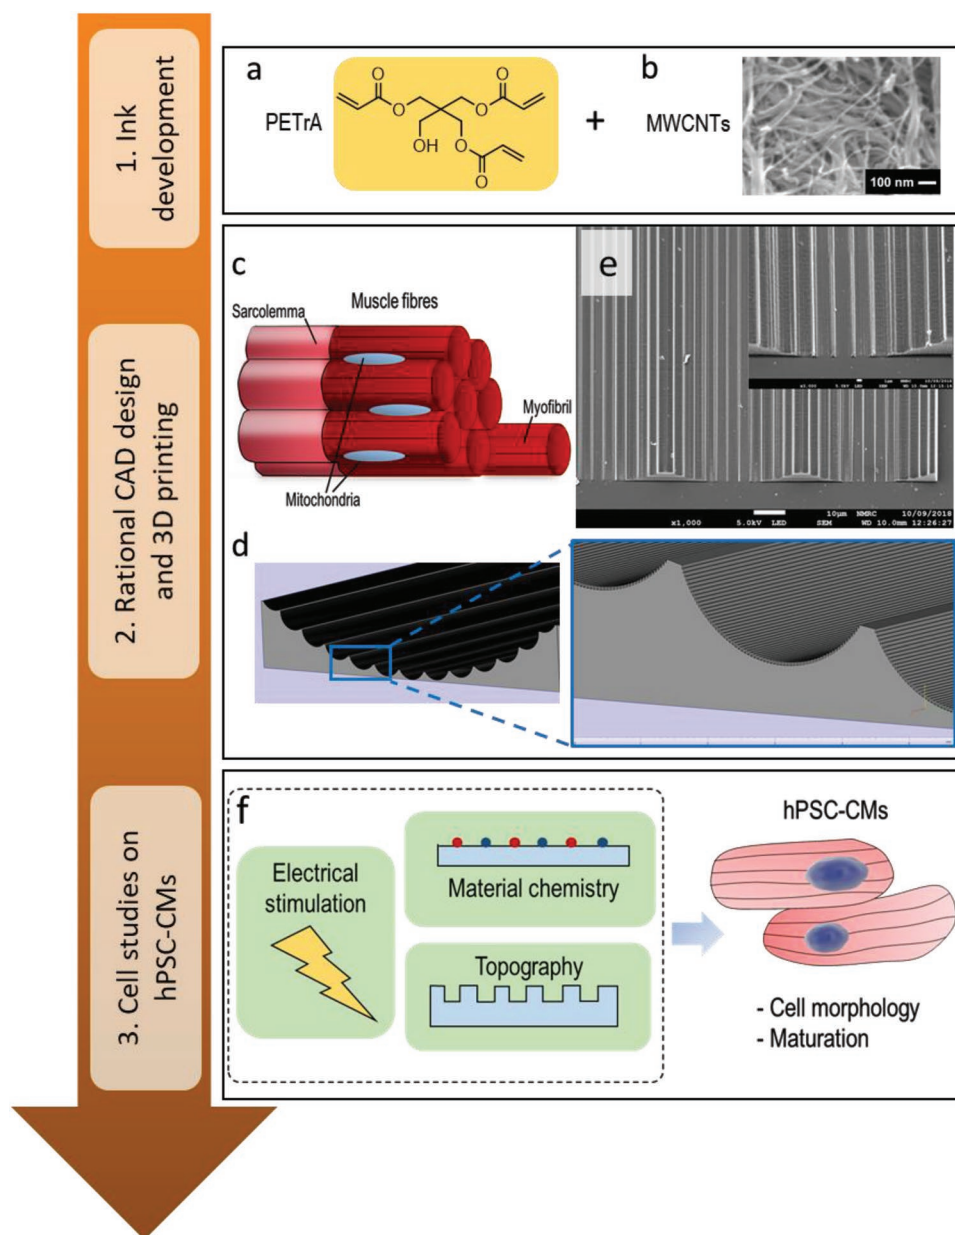 1. Ink
development
a
PETrA
O
O
O
O
OH
O
O
+
b
MWCNTs
100 nm
2. Rational CAD design
and 3D printing
c
Sarcolemma
Muscle fibres
Myofibril
Mitochondria
e
10µm NMRC 10/09/2018
x1,000 5.0kV LED SEM WD 10.0mm 12:26:27
d
3. Cell studies on
hPSC-CMs
f
Electrical
stimulation
Material chemistry
Topography
hPSC-CMs
- Cell morphology
- Maturation